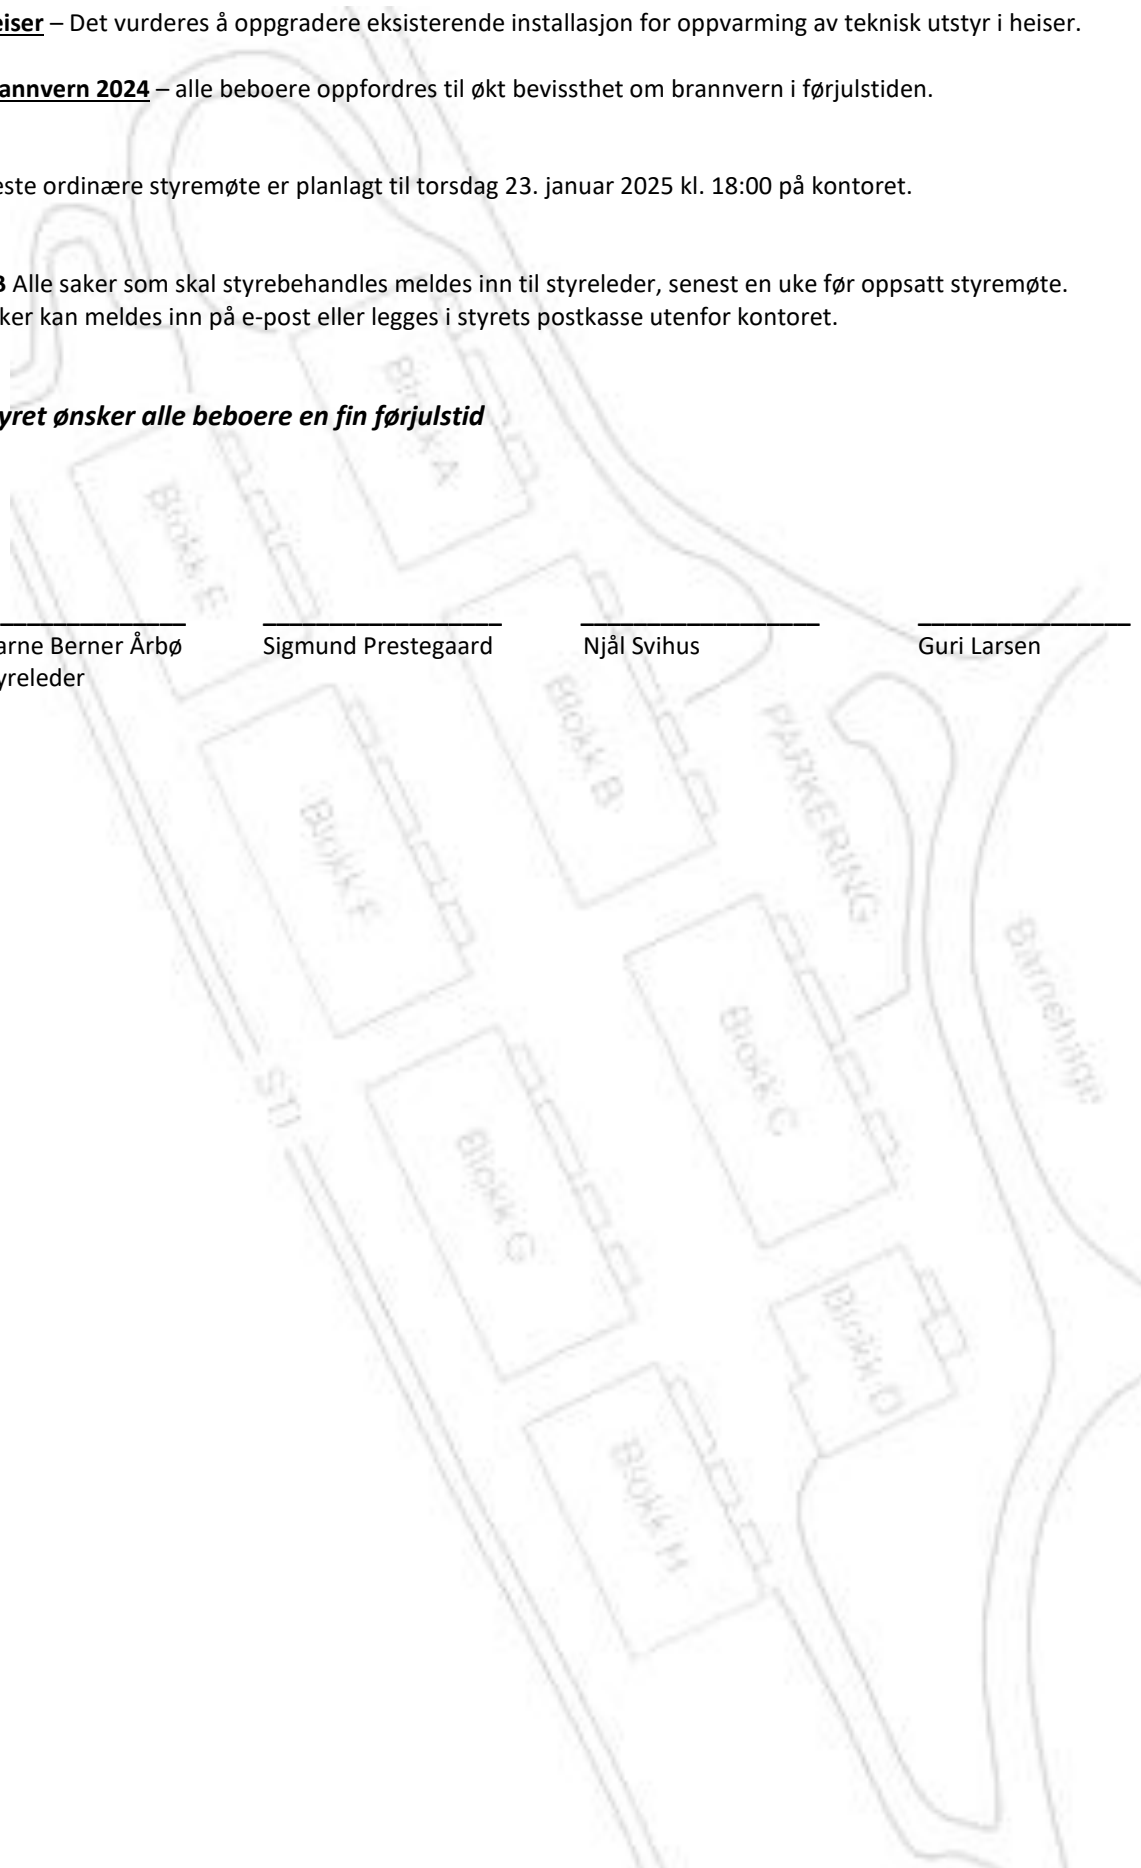 eiser – Det vurderes å oppgradere eksisterende installasjon for oppvarming av teknisk utstyr i heiser.
annvern 2024 – alle beboere oppfordres til økt bevissthet om brannvern i førjulstiden.
este ordinære styremøte er planlagt til torsdag 23. januar 2025 kl. 18:00 på kontoret.
B Alle saker som skal styrebehandles meldes inn til styreleder, senest en uke før oppsatt styremøte.
ker kan meldes inn på e-post eller legges i styrets postkasse utenfor kontoret.
yret ønsker alle beboere en fin førjulstid
arne Berner Årbø Sigmund Prestegaard Njål Svihus Guri Larsen
yreleder
Blokk A
Blokk E
Blokk B
PARKERING
Blokk F
Barnehage
Blokk C
STI
Blokk G
Blokk D
Blokk H